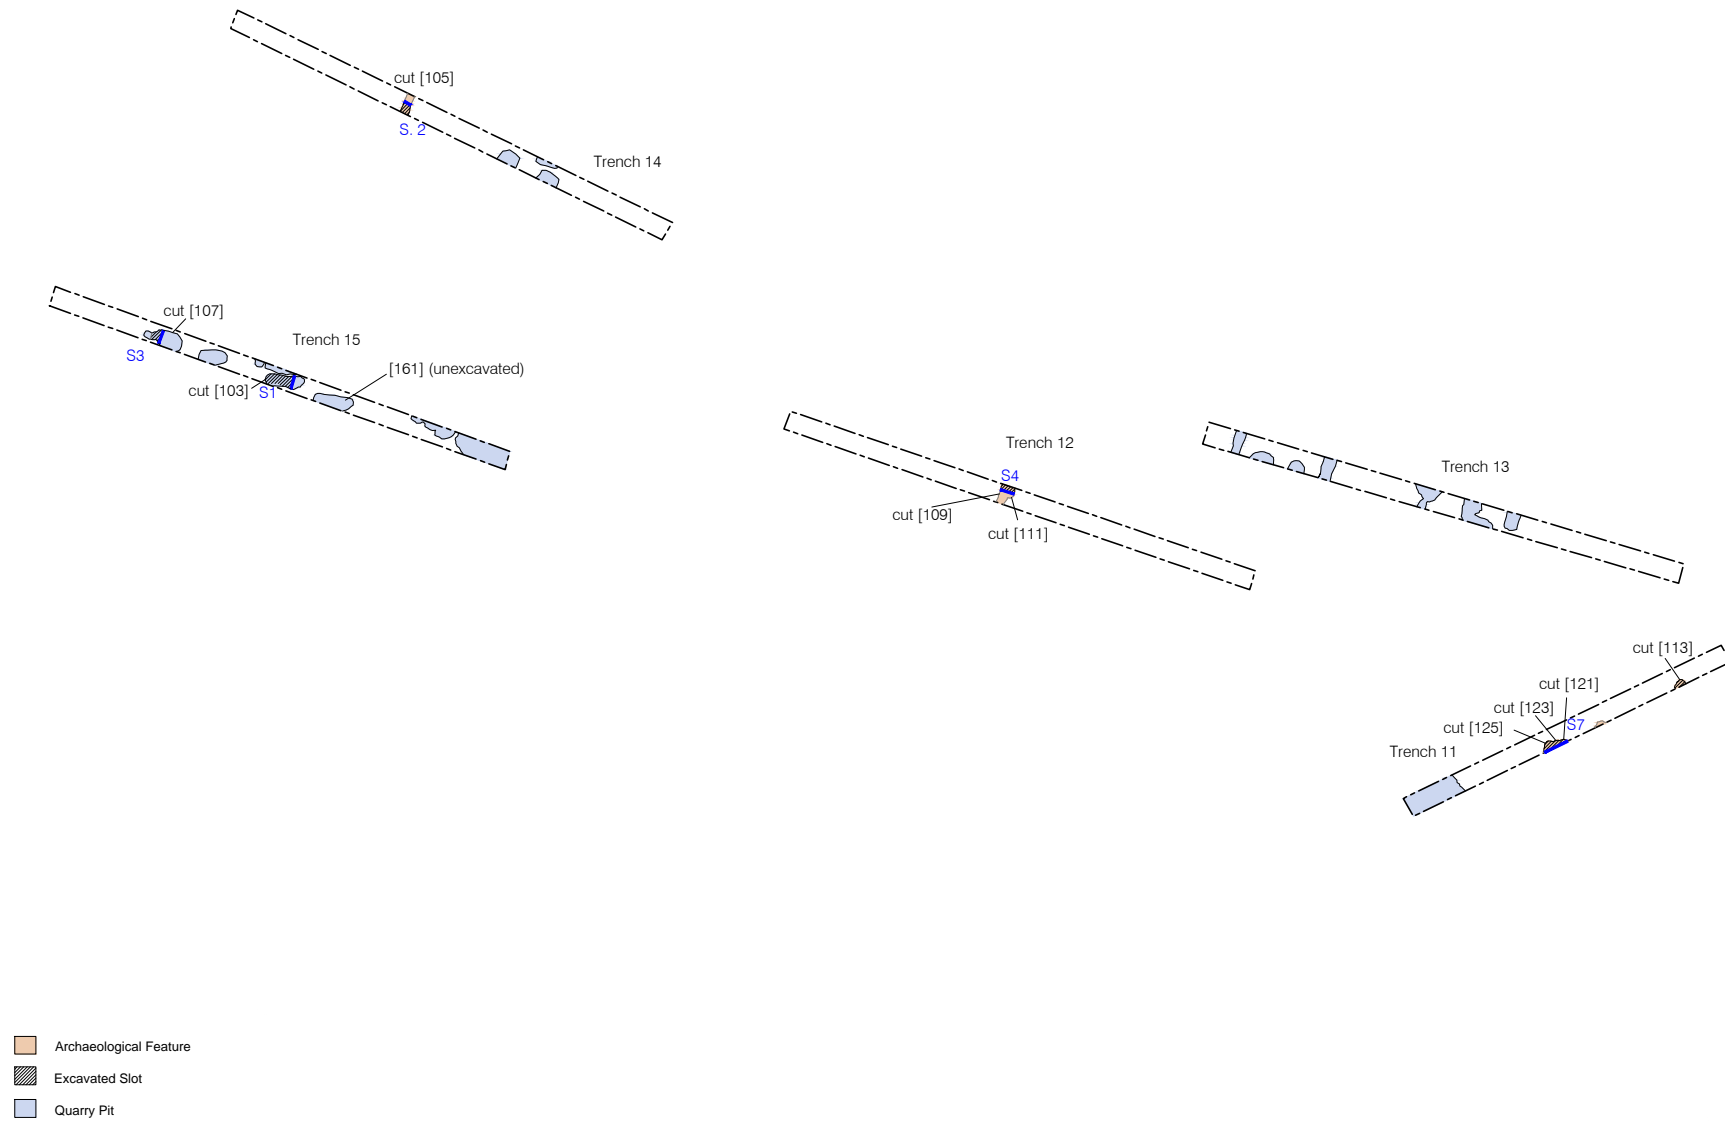 cut [105]
S. 2
Trench 14
cut [107]
Trench 15
S3
[161] (unexcavated)
cut [103]
S1
Trench 12
S4
cut [109]
cut [111]
Trench 13
cut [113]
cut [121]
cut [123]
S7
cut [125]
Trench 11
Archaeological Feature
Excavated Slot
Quarry Pit